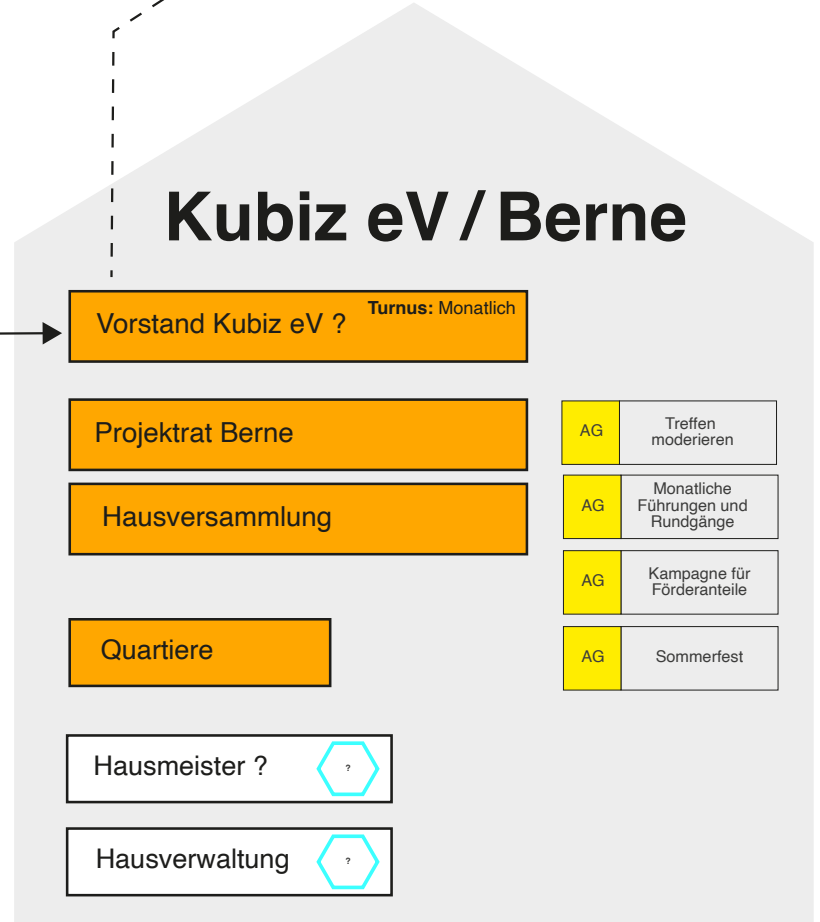 Kubiz eV / Berne
Vorstand Kubiz eV ?
Turnus: Monatlich
Projektrat Berne
Hausversammlung
Quartiere
Hausmeister ?
?
Hausverwaltung
?
AG
Treffen
moderieren
AG
Monatliche
Führungen und
Rundgänge
AG
Kampagne für
Förderanteile
AG
Sommerfest